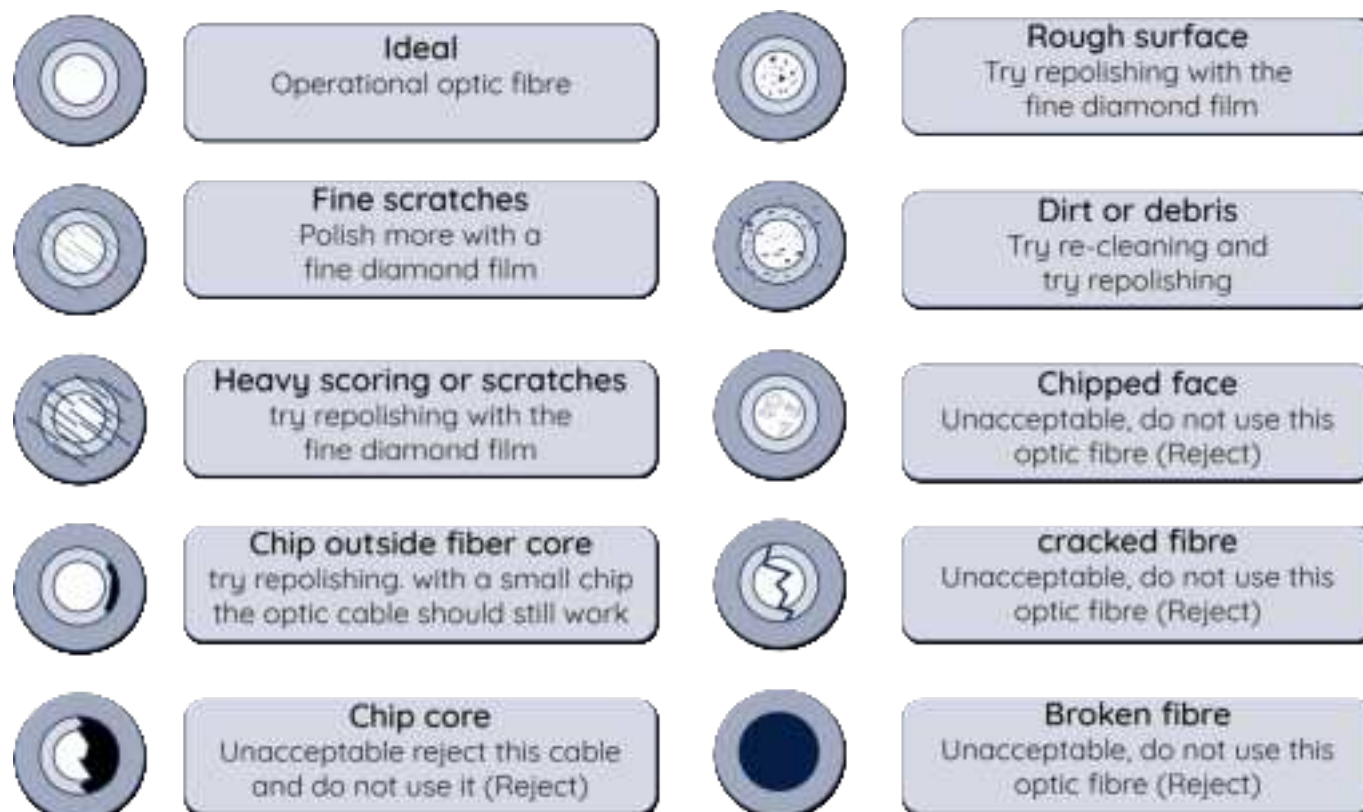 Ideal
Operational optic fibre
Fine scratches
Polish more with a
fine diamond film
Heavy scoring or scratches
try repolishing with the
fine diamond film
Chip outside fiber core
try repolishing. with a small chip
the optic cable should still work
Chip core
Unacceptable reject this cable
and do not use it (Reject)
Rough surface
Try repolishing with the
fine diamond film
Dirt or debris
Try re-cleaning and
try repolishing
Chipped face
Unacceptable, do not use this
optic fibre (Reject)
cracked fibre
Unacceptable, do not use this
optic fibre (Reject)
Broken fibre
Unacceptable, do not use this
optic fibre (Reject)